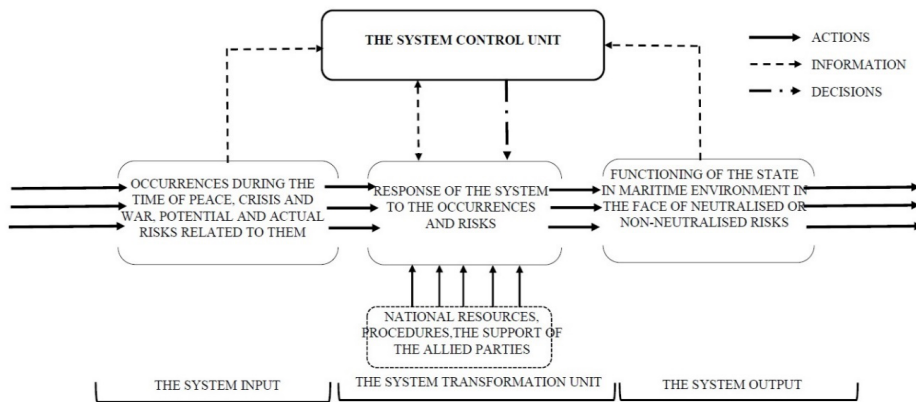 THE SYSTEM CONTROL UNIT
ACTIONS
INFORMATION
DECISIONS
OCCURRENCES DURING THE
TIME OF PEACE, CRISIS AND
WAR, POTENTIAL AND ACTUAL
RISKS RELATED TO THEM
RESPONSE OF THE SYSTEM
TO THE OCCURRENCES
AND RISKS
FUNCTIONING OF THE STATE
IN MARITIME ENVIRONMENT IN
THE FACE OF NEUTRALISED OR
NON-NEUTRALISED RISKS
NATIONAL RESOURCES,
PROCEDURES,THE SUPPORT OF
THE ALLIED PARTIES
THE SYSTEM INPUT
THE SYSTEM TRANSFORMATION UNIT
THE SYSTEM OUTPUT